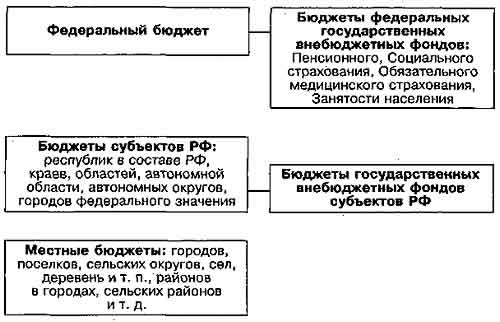 Федеральный бюджет
Бюджеты федеральных
государственных
внебюджетных фондов:
Пенсионного, Социального
страхования, Обязательного
медицинского страхования,
Занятости населения
Бюджеты субъектов РФ:
республик в составе РФ,
краев, областей, автономной
области, автономных округов,
городов федерального значения
Бюджеты государственных
внебюджетных фондов
субъектов РФ
Местные бюджеты: городов,
поселков, сельских округов, сел,
деревень и т. п., районов
в городах, сельских районов
и т. д.